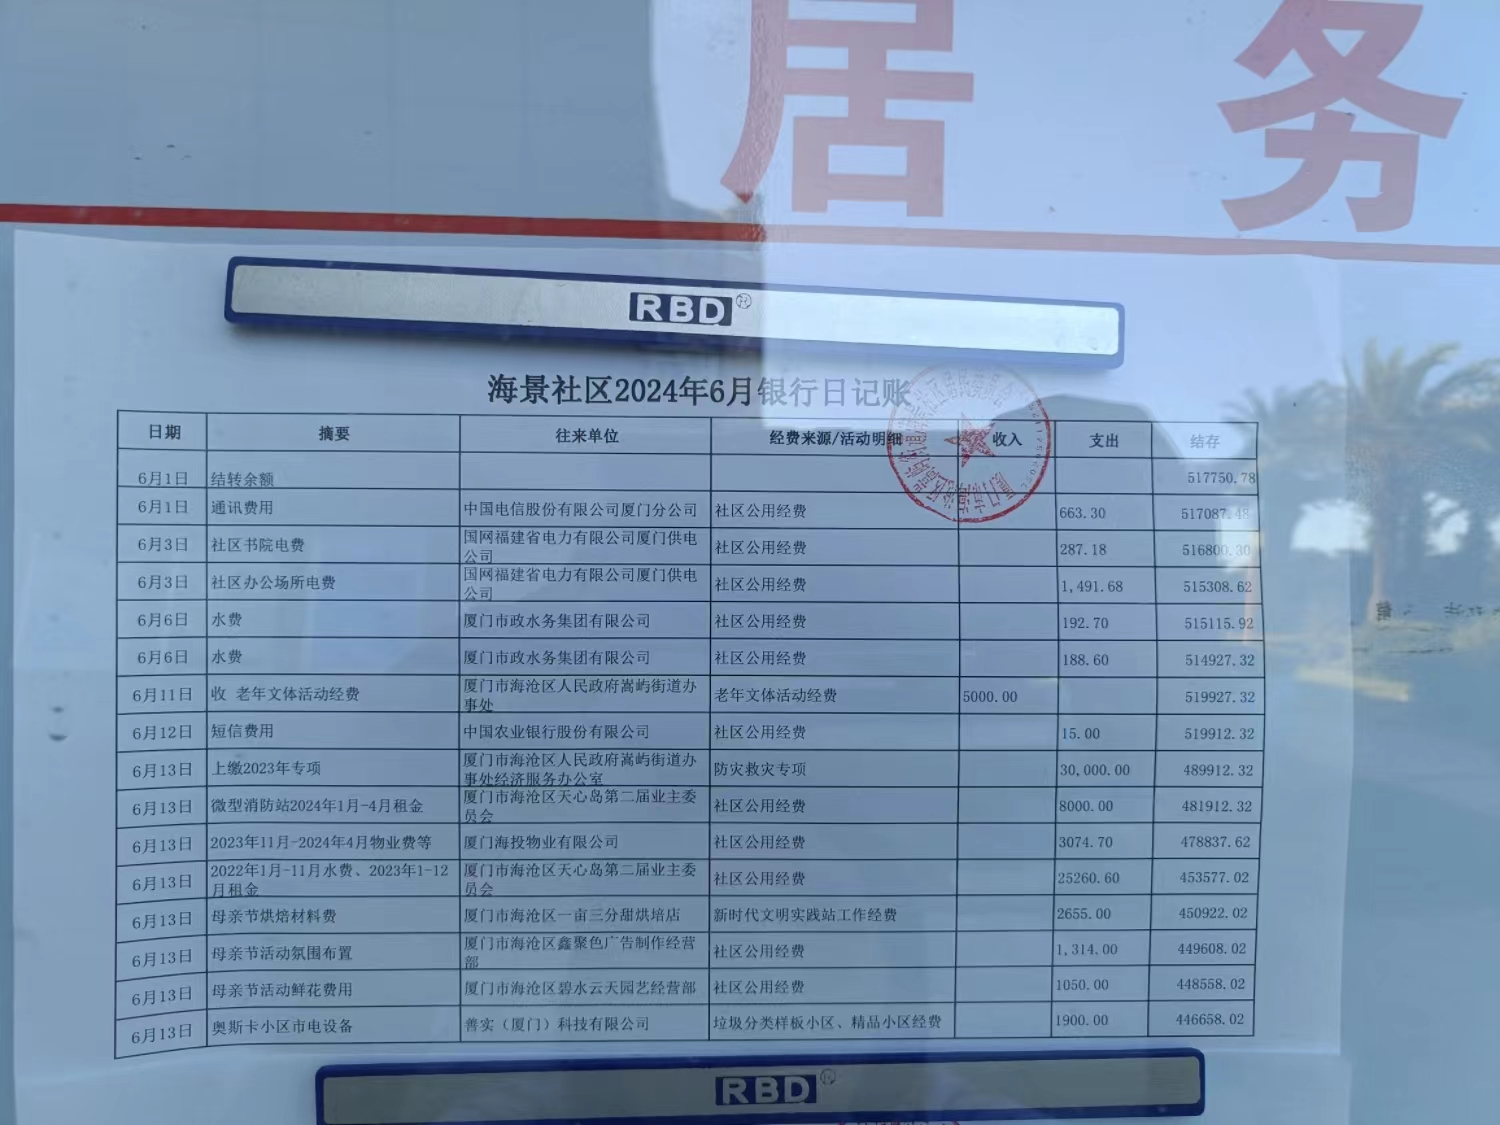 居 务
RBD
海景社区2024年6月银行日记账
日期 摘要 往来单位 经费来源/活动明细 收入 支出 结存
6月1日 结转余额 517750.78
6月1日 通讯费用 中国电信股份有限公司厦门分公司 社区公用经费 663.30 517087.48
6月3日 社区书院电费 国网福建省电力有限公司厦门供电公司 社区公用经费 287.18 516800.30
6月3日 社区办公场所电费 国网福建省电力有限公司厦门供电公司 社区公用经费 1,491.68 515308.62
6月6日 水费 厦门市政水务集团有限公司 社区公用经费 192.70 515115.92
6月6日 水费 厦门市政水务集团有限公司 社区公用经费 188.60 514927.32
6月11日 收 老年文体活动经费 厦门市海沧区人民政府嵩屿街道办事处 老年文体活动经费 5000.00 519927.32
6月12日 短信费用 中国农业银行股份有限公司 社区公用经费 15.00 519912.32
6月13日 上缴2023年专项 厦门市海沧区人民政府嵩屿街道办事处经济服务办公室 防灾救灾专项 30,000.00 489912.32
6月13日 微型消防站2024年1月-4月租金 厦门市海沧区天心岛第二届业主委员会 社区公用经费 8000.00 481912.32
6月13日 2023年11月-2024年4月物业费等 厦门海投物业有限公司 社区公用经费 3074.70 478837.62
6月13日 2022年1月-11月水费、2023年1-12月租金 厦门市海沧区天心岛第二届业主委员会 社区公用经费 25260.60 453577.02
6月13日 母亲节烘焙材料费 厦门市海沧区一亩三分甜烘培店 新时代文明实践站工作经费 2655.00 450922.02
6月13日 母亲节活动氛围布置 厦门市海沧区鑫聚色广告制作经营部 社区公用经费 1,314.00 449608.02
6月13日 母亲节活动鲜花费用 厦门市海沧区碧水云天园艺经营部 社区公用经费 1050.00 448558.02
6月13日 奥斯卡小区市电设备 善实（厦门）科技有限公司 垃圾分类样板小区、精品小区经费 1900.00 446658.02
RBD